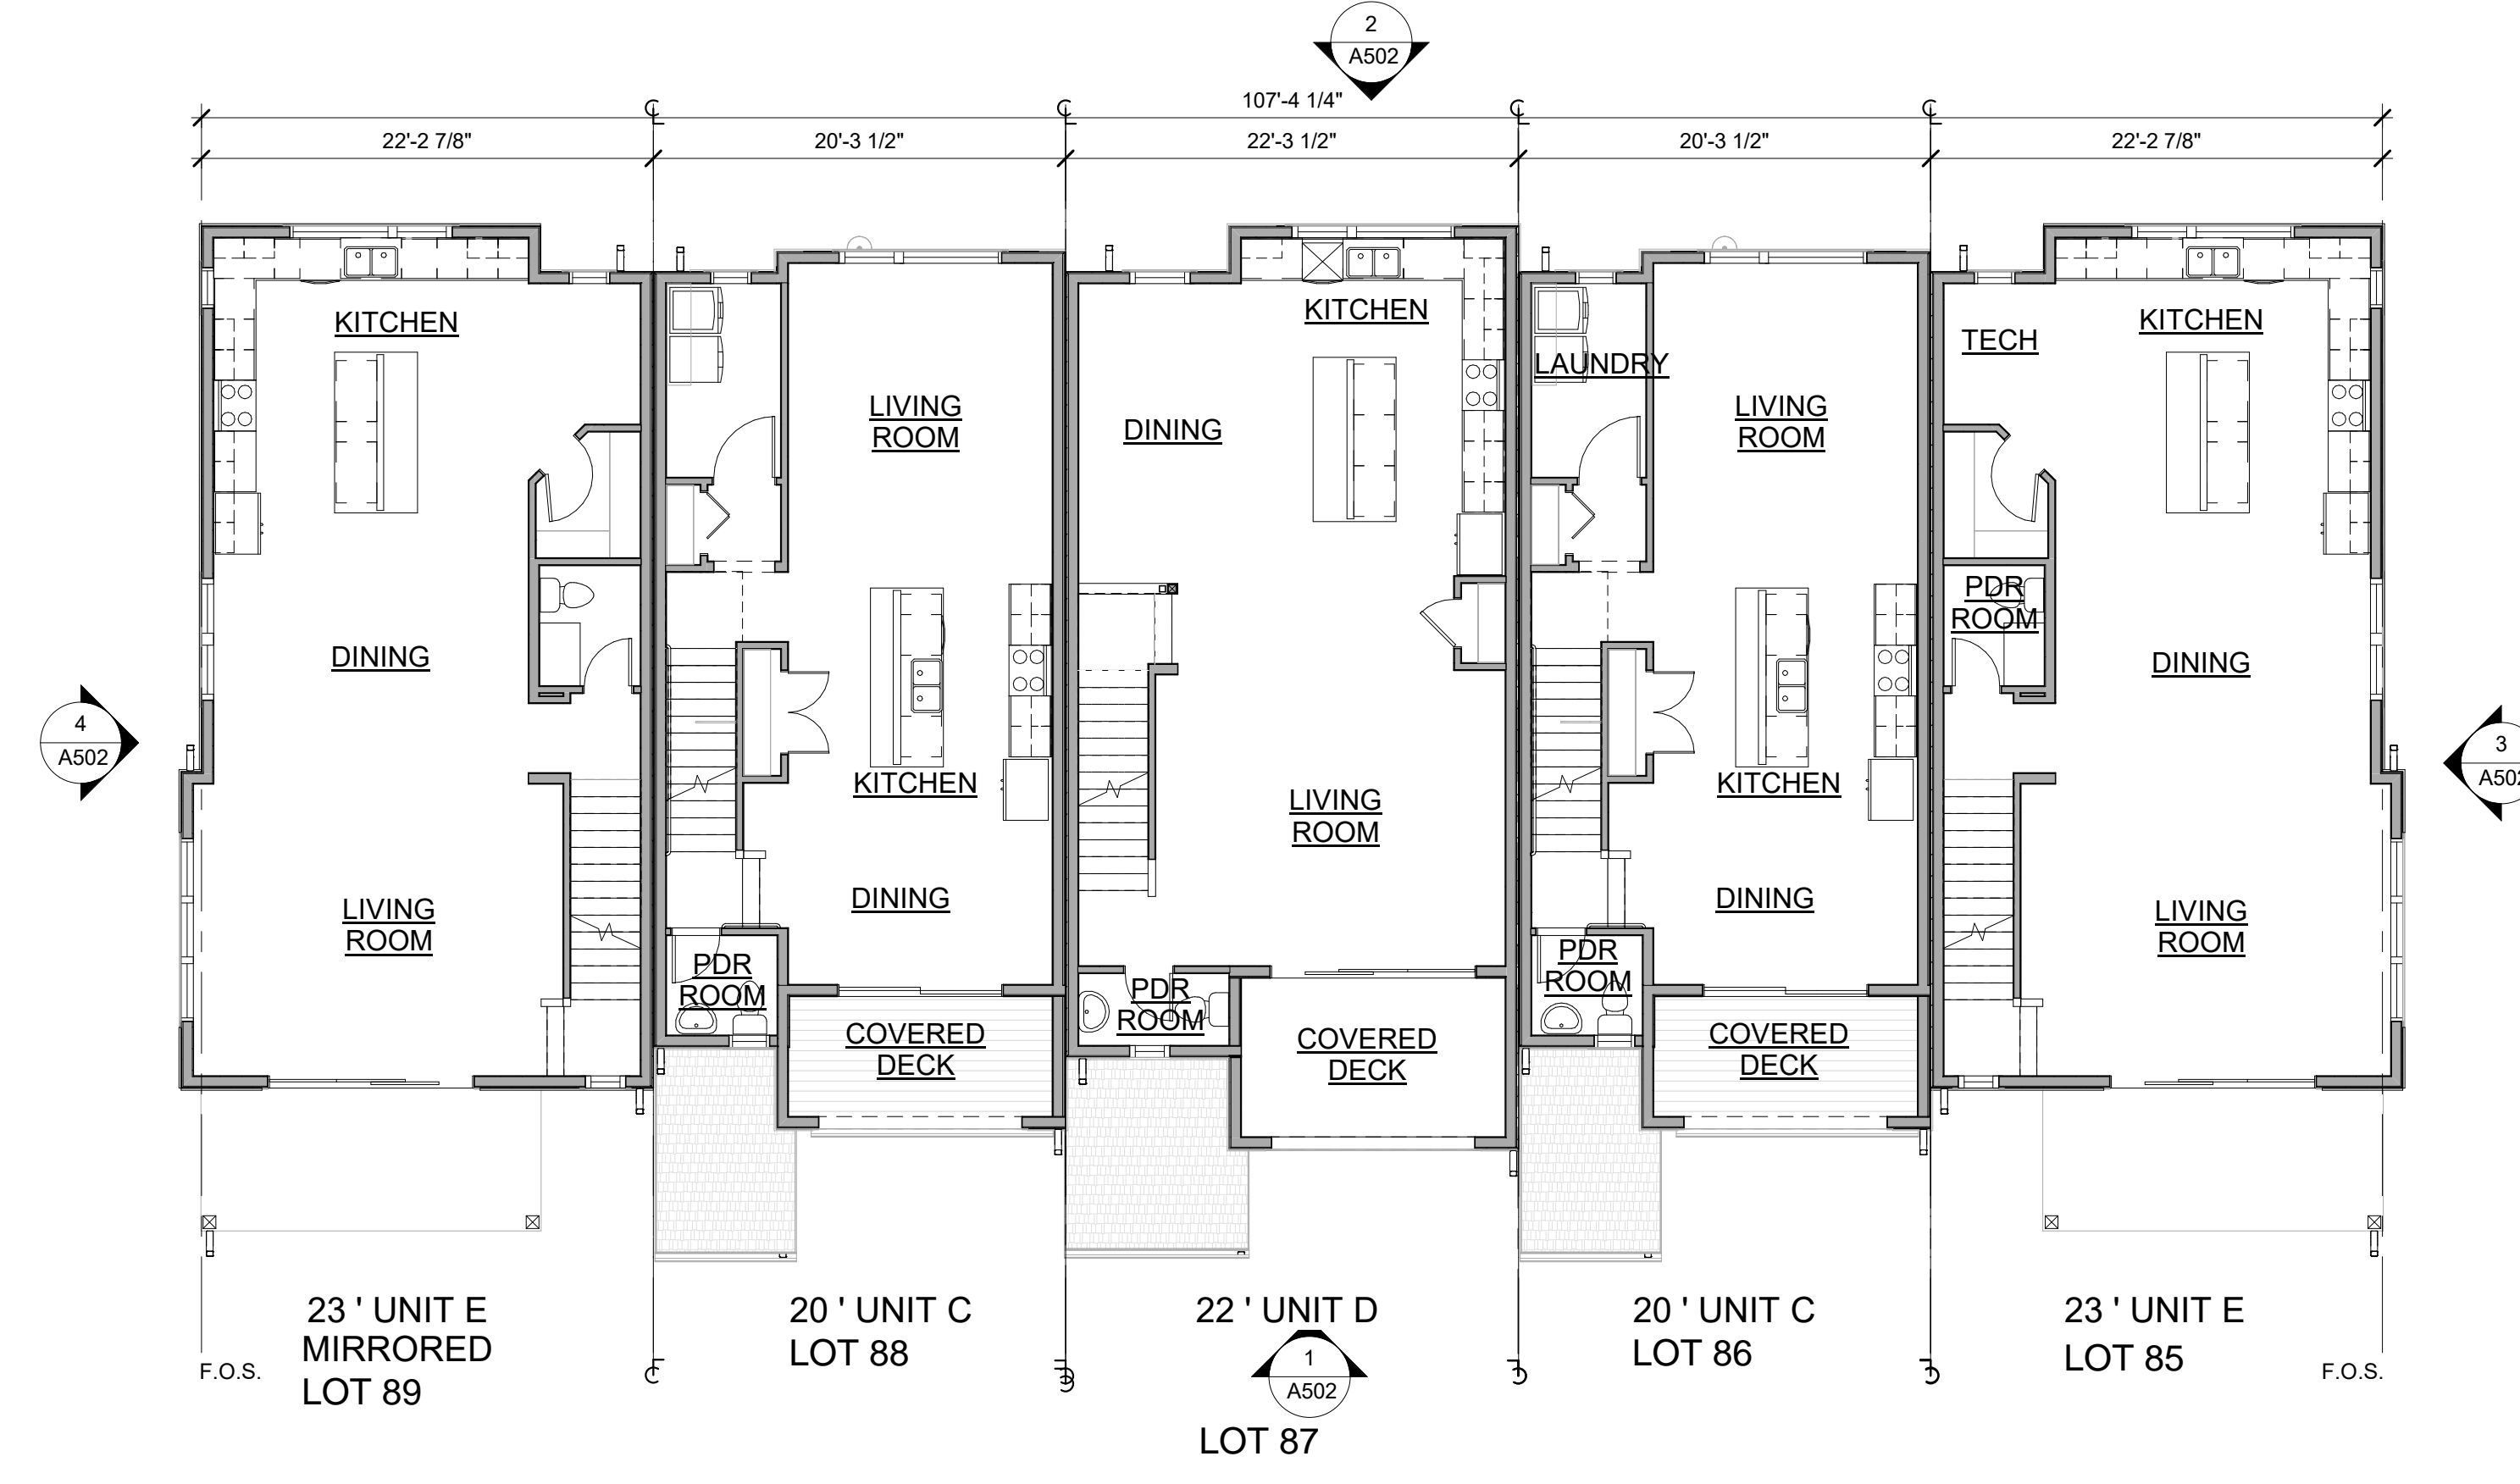 2
A502
107'-4 1/4"
22'-2 7/8"
20'-3 1/2"
22'-3 1/2"
20'-3 1/2"
22'-2 7/8"
KITCHEN
DINING
LIVING
ROOM
LIVING
ROOM
KITCHEN
DINING
PDR
ROOM
COVERED
DECK
KITCHEN
DINING
LIVING
ROOM
PDR
ROOM
COVERED
DECK
LAUNDRY
LIVING
ROOM
KITCHEN
DINING
PDR
ROOM
COVERED
DECK
TECH
KITCHEN
PDR
ROOM
DINING
LIVING
ROOM
4
A502
3
A502
23 ' UNIT E
MIRRORED
LOT 89
20 ' UNIT C
LOT 88
22 ' UNIT D
1
A502
LOT 87
20 ' UNIT C
LOT 86
23 ' UNIT E
LOT 85
F.O.S.
F.O.S.